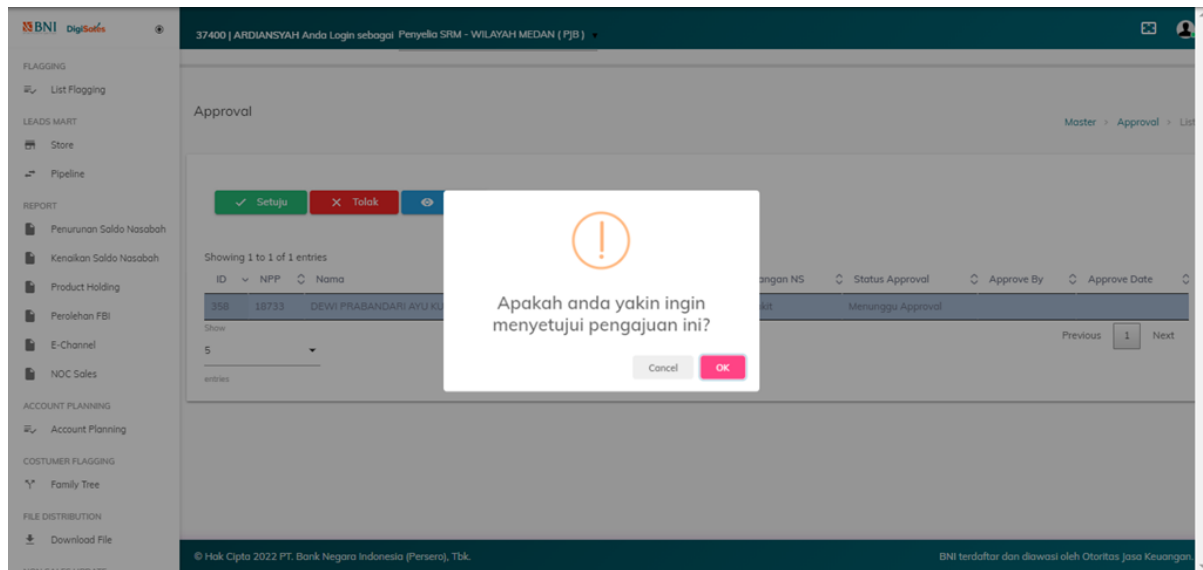 BNI DigiSales
37400 | ARDIANSYAH Anda Login sebagai Penyelia SRM - WILAYAH MEDAN ( PJB )
FLAGGING
List Flagging
LEADS MART
Store
Pipeline
REPORT
Penurunan Saldo Nasabah
Kenaikan Saldo Nasabah
Product Holding
Perolehan FBI
E-Channel
NOC Sales
ACCOUNT PLANNING
Account Planning
COSTUMER FLAGGING
Family Tree
FILE DISTRIBUTION
Download File
Approval
Master > Approval > List
Setuju Tolak
Showing 1 to 1 of 1 entries
ID NPP Nama angan NS Status Approval Approve By Approve Date
358 18733 DEWI PRABANDARI AYU KU Menunggu Approval
Show
5
entries
Previous 1 Next
Apakah anda yakin ingin
menyetujui pengajuan ini?
Cancel OK
© Hak Cipta 2022 PT. Bank Negara Indonesia (Persero), Tbk.
BNI terdaftar dan diawasi oleh Otoritas Jasa Keuangan.